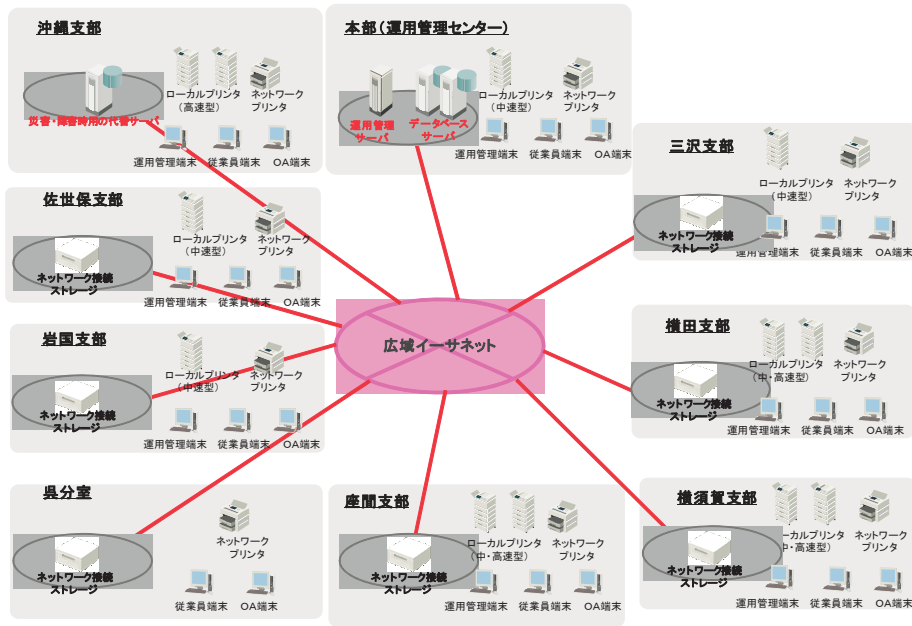 沖縄支部
ローカルプリンタ
（高速型）
ネットワーク
プリンタ
災害・障害時用の代替サーバ
運用管理端末
従業員端末
OA端末
本部（運用管理センター）
ローカルプリンタ
（中速型）
ネットワーク
プリンタ
運用管理
サーバ
データベース
サーバ
運用管理端末
従業員端末
OA端末
三沢支部
ローカルプリンタ
（中速型）
ネットワーク
プリンタ
ネットワーク接続
ストレージ
運用管理端末
従業員端末
OA端末
佐世保支部
ローカルプリンタ
（中速型）
ネットワーク
プリンタ
ネットワーク接続
ストレージ
運用管理端末
従業員端末
OA端末
広域イーサネット
横田支部
ローカルプリンタ
（中・高速型）
ネットワーク
プリンタ
ネットワーク接続
ストレージ
運用管理端末
従業員端末
OA端末
岩国支部
ローカルプリンタ
（中速型）
ネットワーク
プリンタ
ネットワーク接続
ストレージ
運用管理端末
従業員端末
OA端末
呉分室
ネットワーク
プリンタ
ネットワーク接続
ストレージ
従業員端末
OA端末
座間支部
ローカルプリンタ
（中・高速型）
ネットワーク
プリンタ
ネットワーク接続
ストレージ
運用管理端末
従業員端末
OA端末
横須賀支部
ーカルプリンタ
中・高速型）
ネットワーク
プリンタ
ネットワーク接続
ストレージ
運用管理端末
従業員端末
OA端末